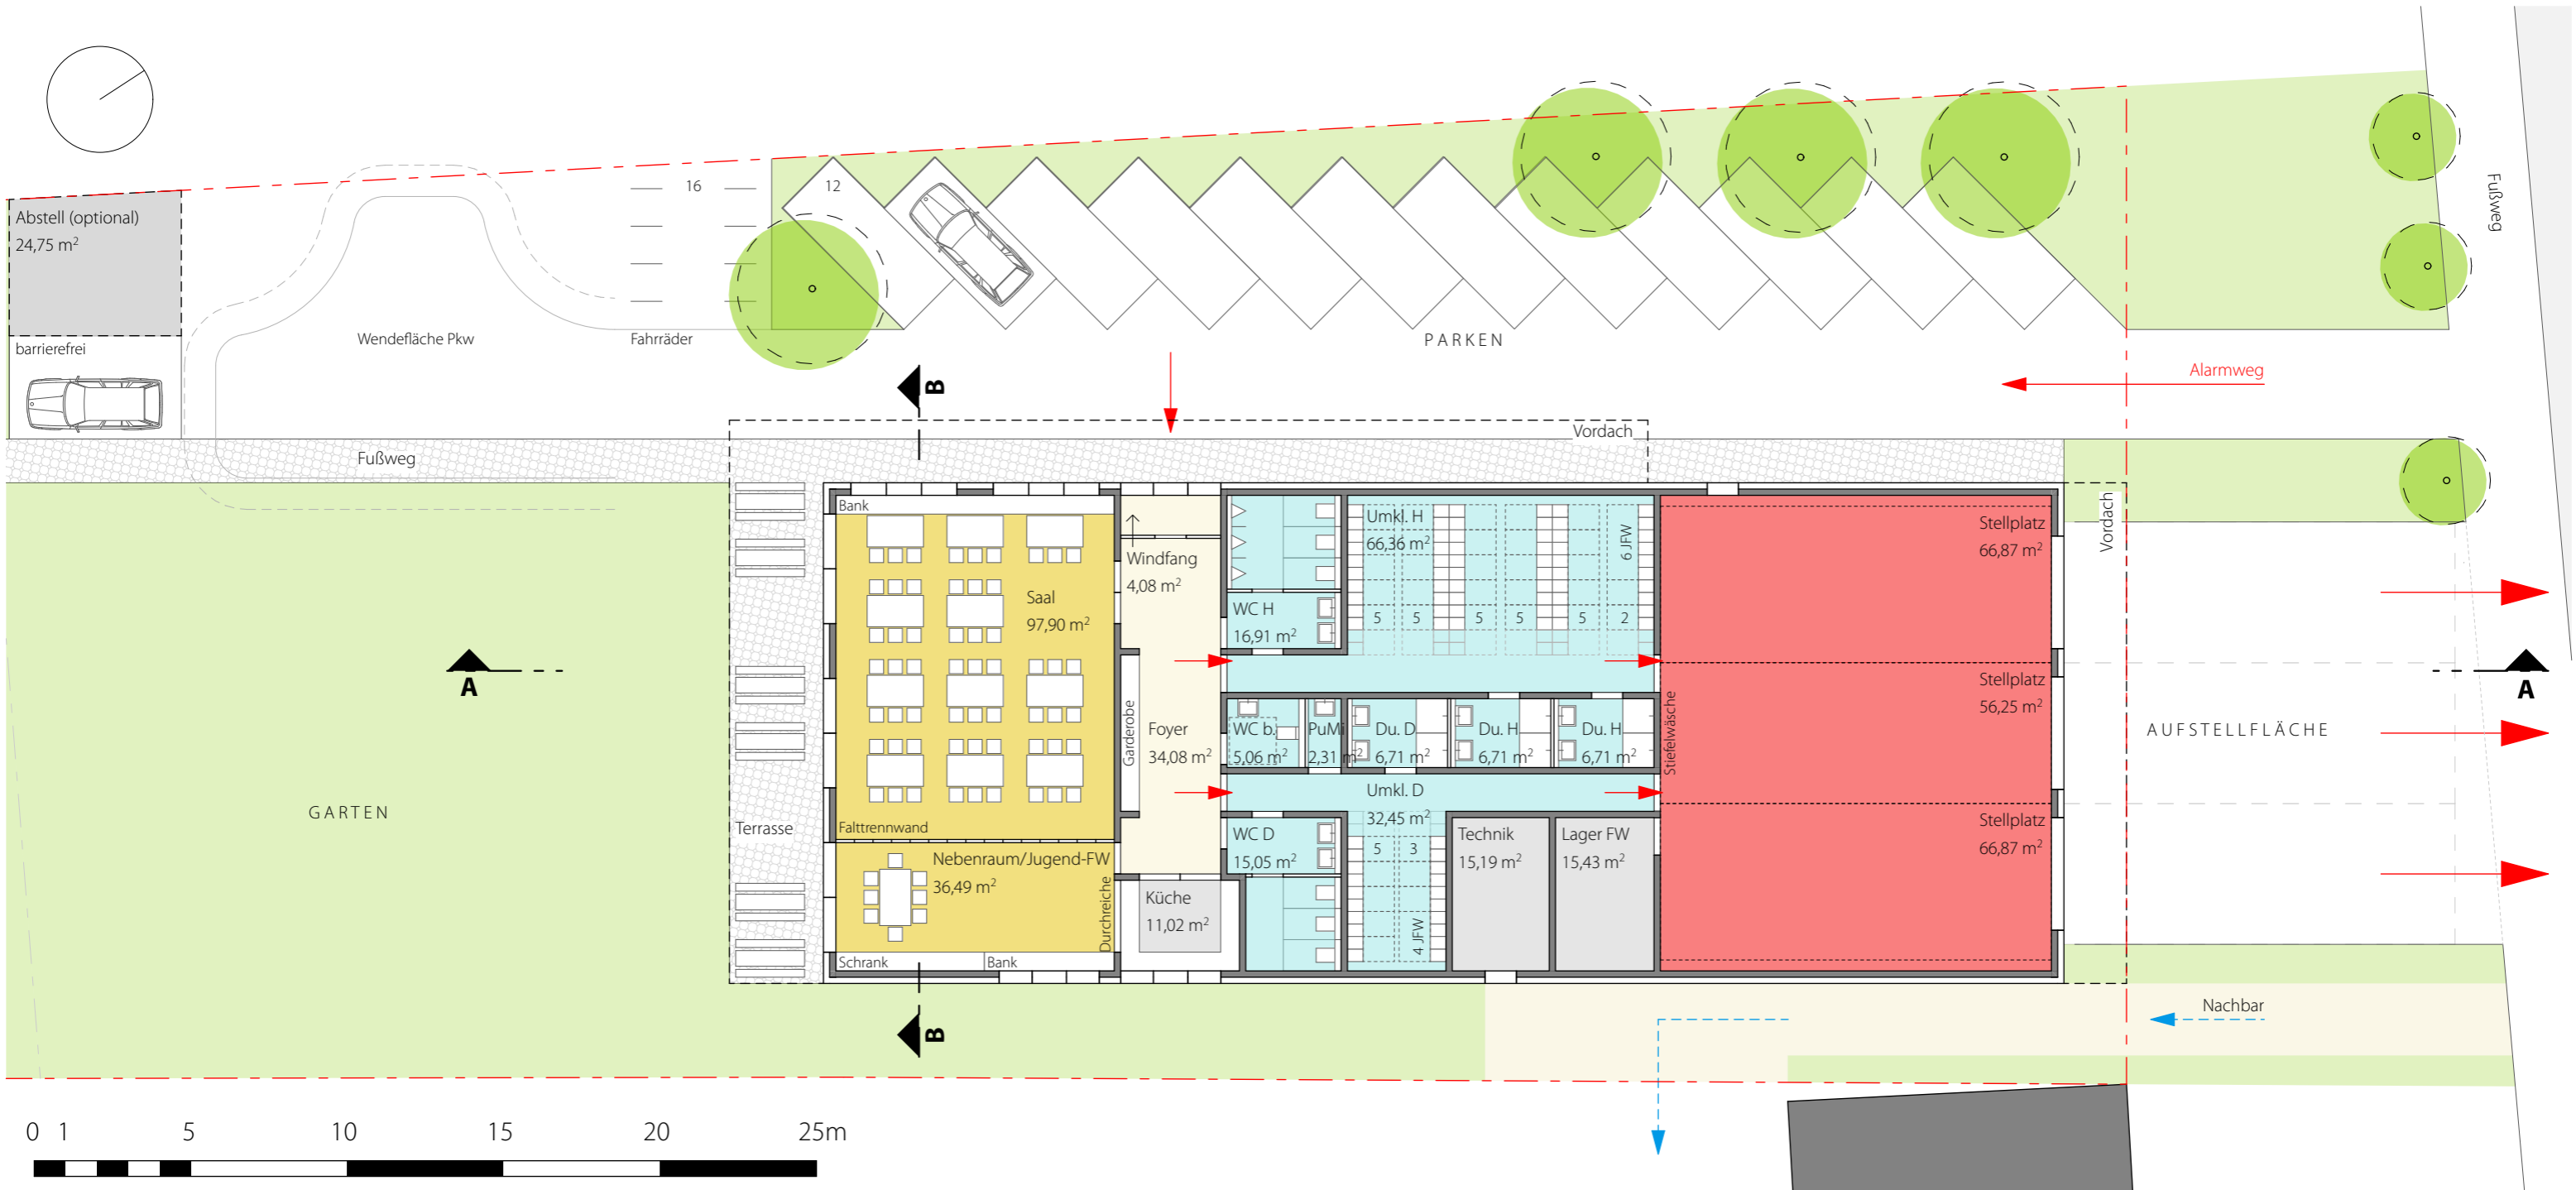 16
12
Abstell (optional)
24,75 m²
barrierefrei
Wendefläche Pkw
Fahrräder
PARKEN
Fußweg
Alarmweg
B
Vordach
Fußweg
Bank
Windfang
4,08 m²
Saal
97,90 m²
WC H
16,91 m²
Umkl. H
66,36 m²
6 JFW
5
5
5
5
5
2
Stellplatz
66,87 m²
Vordach
A
Garderobe
Foyer
34,08 m²
WC b.
5,06 m²
PuMi
2,31 m²
Du. D
6,71 m²
Du. H
6,71 m²
Du. H
6,71 m²
Stiefelwäsche
Stellplatz
56,25 m²
AUFSTELLFLÄCHE
A
GARTEN
Terrasse
Falttrennwand
Nebenraum/Jugend-FW
36,49 m²
Durchreiche
Schrank
Bank
Küche
11,02 m²
WC D
15,05 m²
Umkl. D
32,45 m²
5
3
4 JFW
Technik
15,19 m²
Lager FW
15,43 m²
Stellplatz
66,87 m²
B
Nachbar
0 1 5 10 15 20 25m